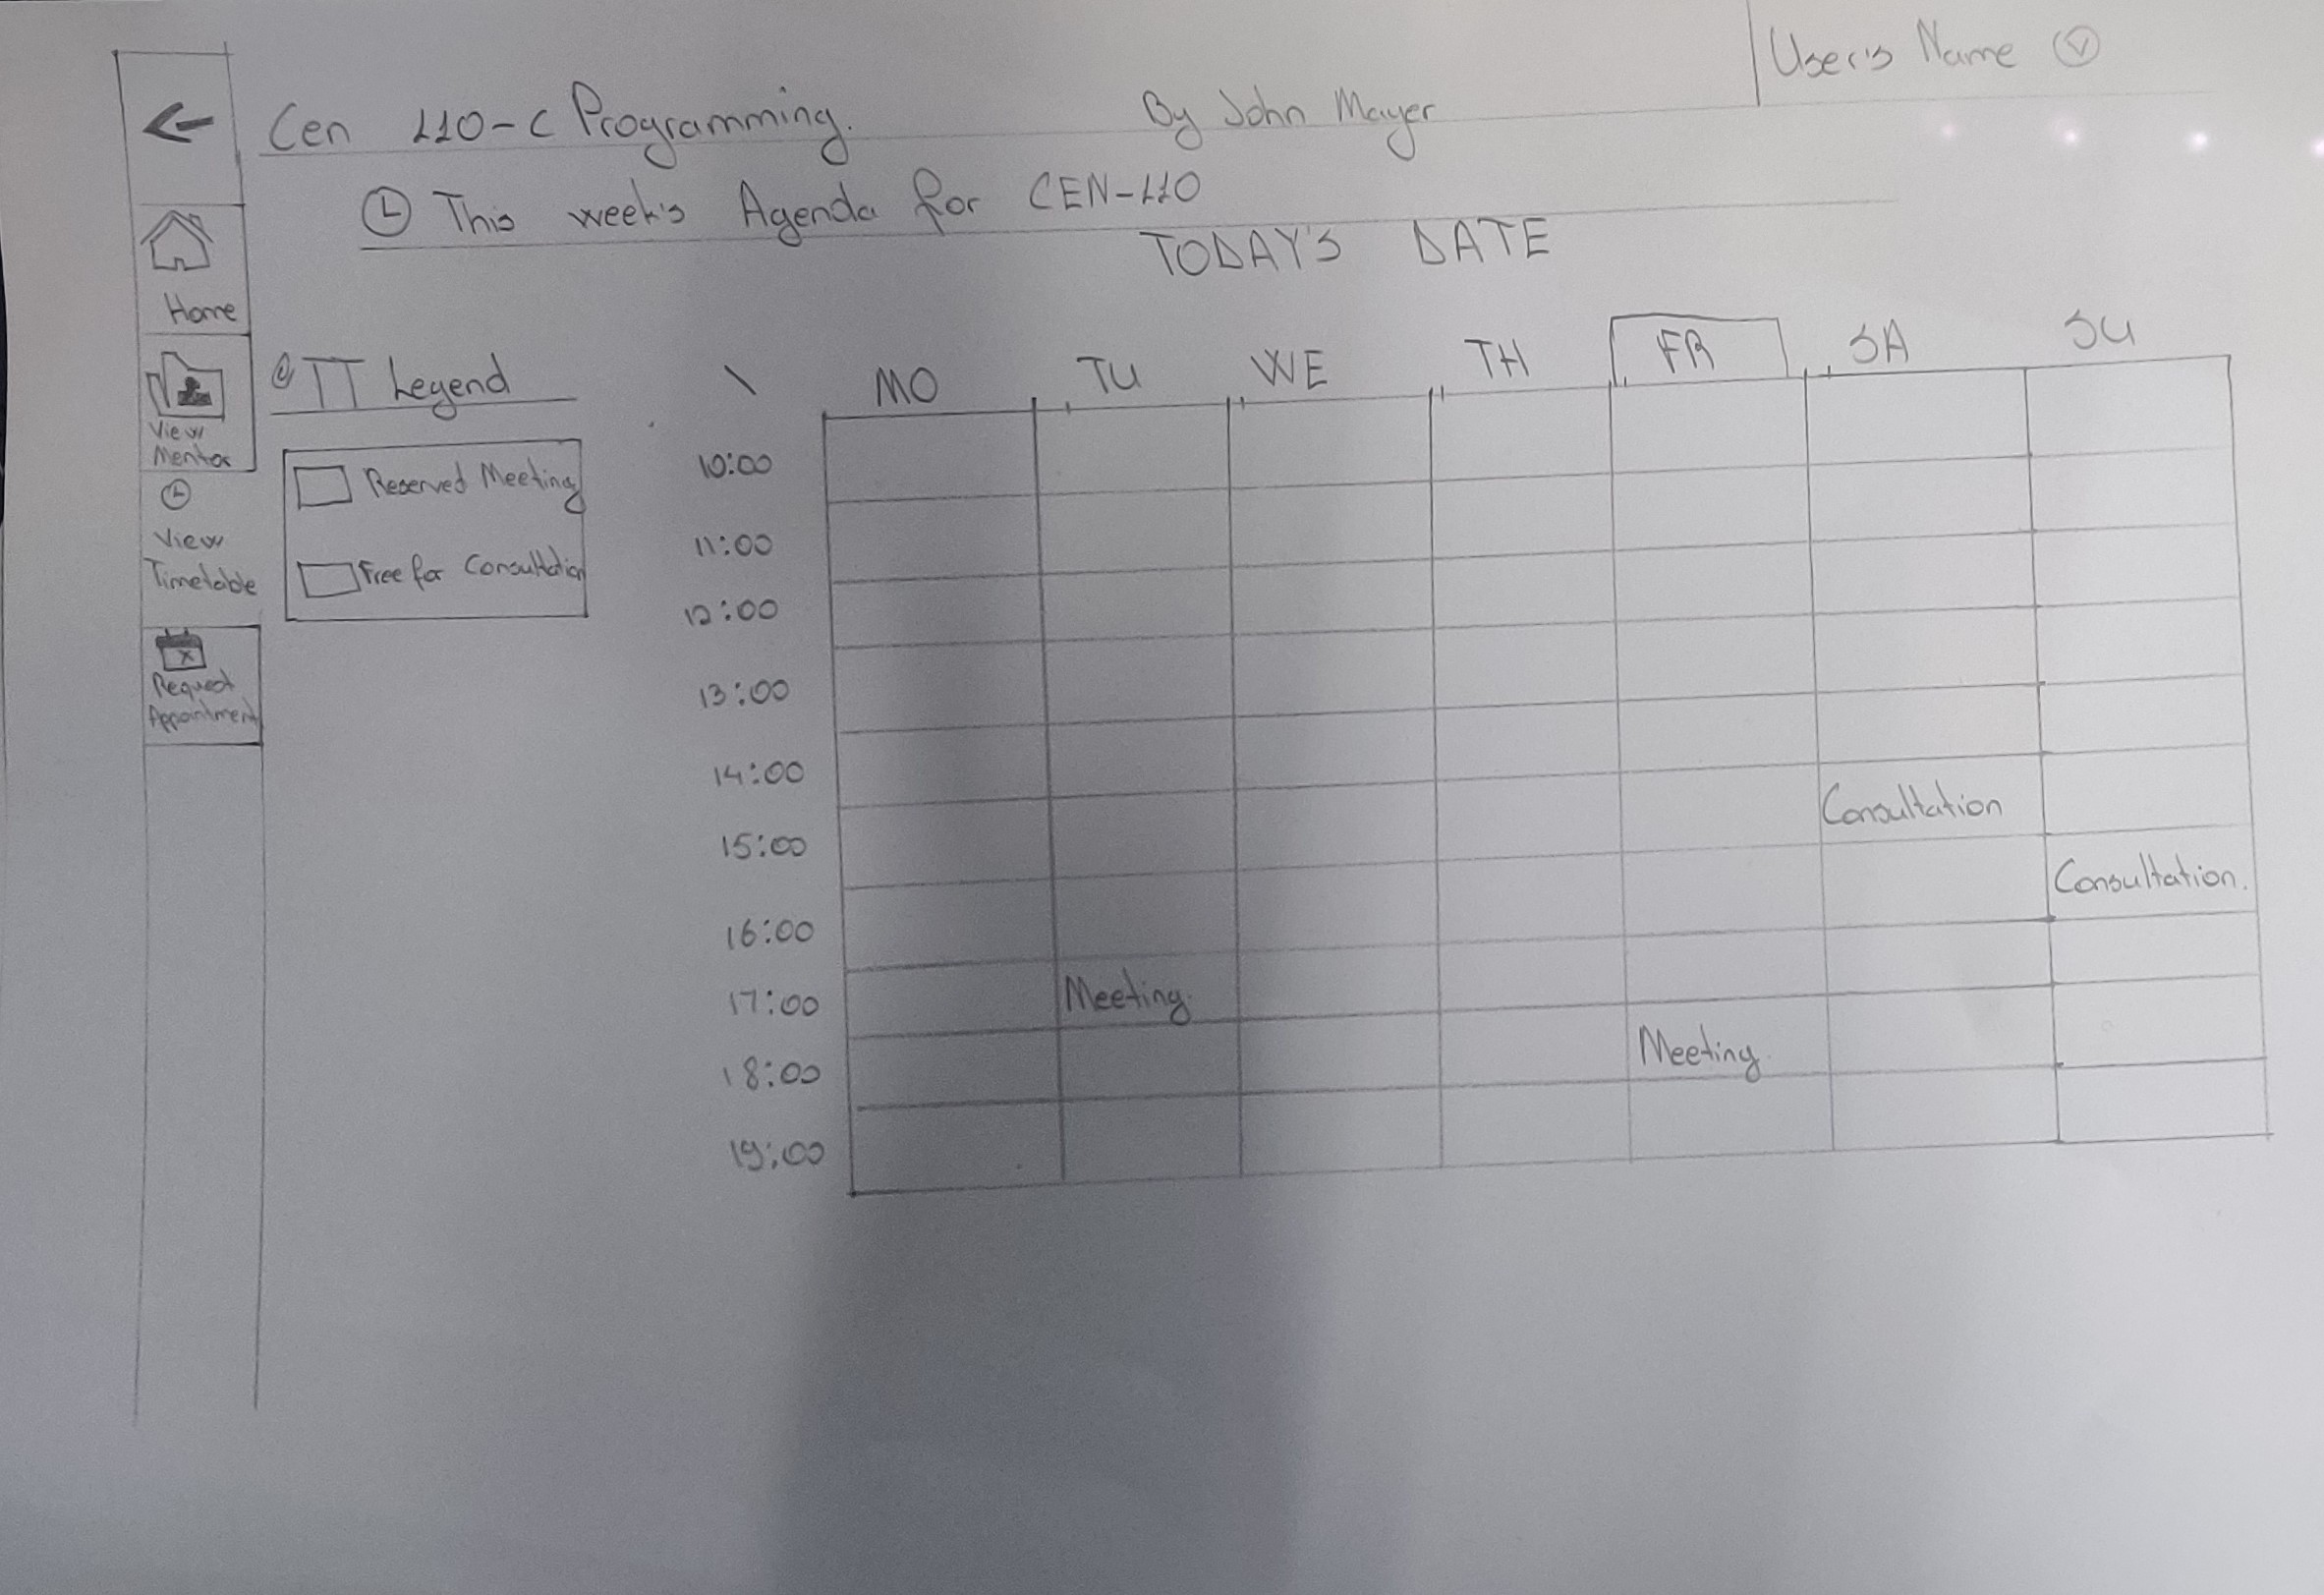 User's Name
Cen 110-C Programming. By John Mayer
This week's Agenda for CEN-110
TODAY'S DATE
Home
View
Mentor
View
Timetable
Request
Appointment
TT Legend
Reserved Meeting
Free for Consultation
MO TU WE TH FR SA SU
10:00
11:00
12:00
13:00
14:00
Consultation
15:00
Consultation.
16:00
17:00 Meeting.
18:00 Meeting.
19:00